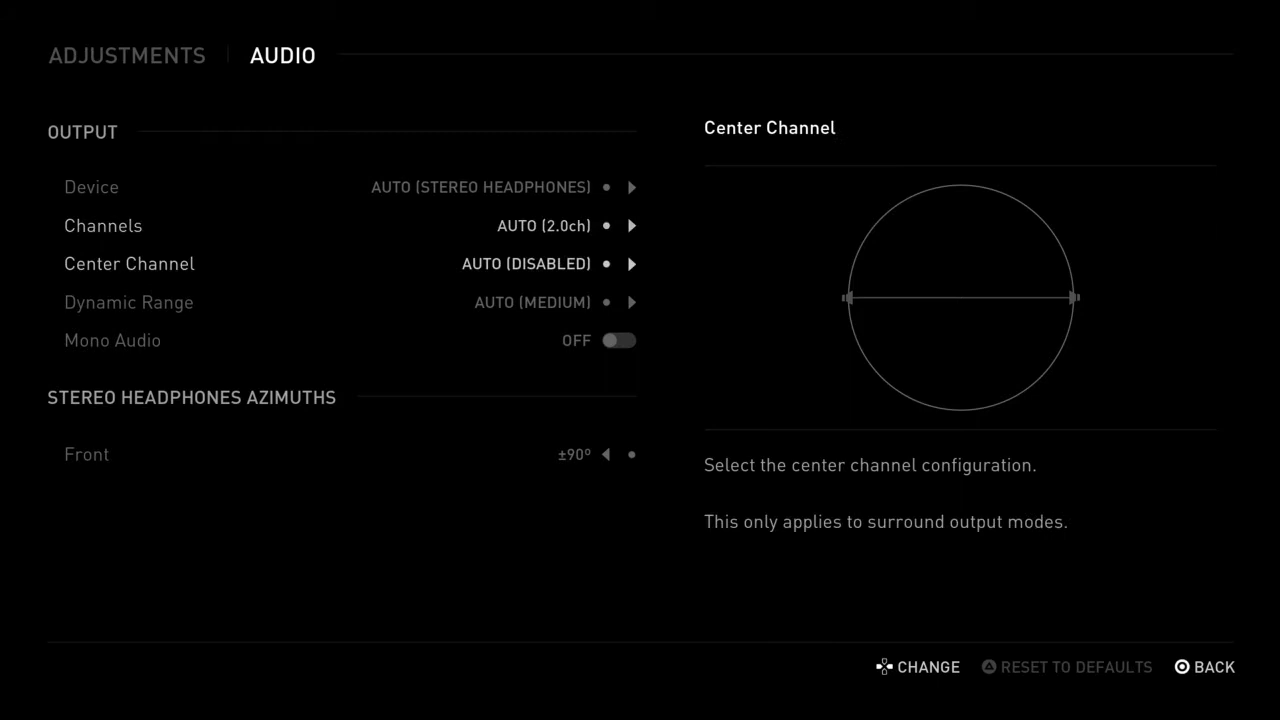 ADJUSTMENTS AUDIO
OUTPUT
Device AUTO (STEREO HEADPHONES)
Channels AUTO (2.0ch)
Center Channel AUTO (DISABLED)
Dynamic Range AUTO (MEDIUM)
Mono Audio OFF
STEREO HEADPHONES AZIMUTHS
Front ±90º
Center Channel
Select the center channel configuration.
This only applies to surround output modes.
CHANGE RESET TO DEFAULTS BACK